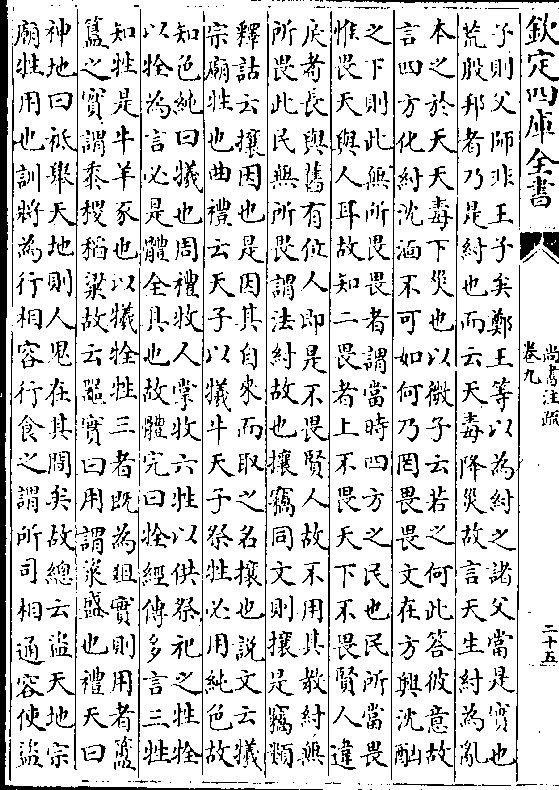 欽定四庫全書
尚書注疏
卷九
二十五
子則父師非王子矣鄭王等以為紂之諸父當是實也
荒殷邦者乃是紂也而云天毒降災故言天生紂為亂
本之於天天毒下災也以微子云若之何此答彼意故
言四方化紂沈湎不可如何乃罔畏畏文在方興沈酗
之下則此無所畏畏者謂當時四方之民也民所當畏
惟畏天與人耳故知二畏者上不畏天下不畏賢人違
戾耇長與舊有位人即是不畏賢人故不用其教紂無
所畏此民無所畏謂法紂故也攘竊同文則攘是竊類
釋詁云攘因也是因其自來而取之名攘也説文云犧
宗廟牲也曲禮云天子以犧牛天子祭牲必用純色故
知色純曰犧也周禮牧人掌牧六牲以供祭祀之牲牷
以牷為言必是體全具也故體完曰牷經傳多言三牲
知牲是牛羊豕也以犧牷牲三者既為俎實則用者簠
簋之實謂黍稷稻粱故云器實曰用謂粢盛也禮天曰
神地曰祗舉天地則人鬼在其間矣故總云盜天地宗
廟牲用也訓將為行相容行食之謂所司相通容使盜